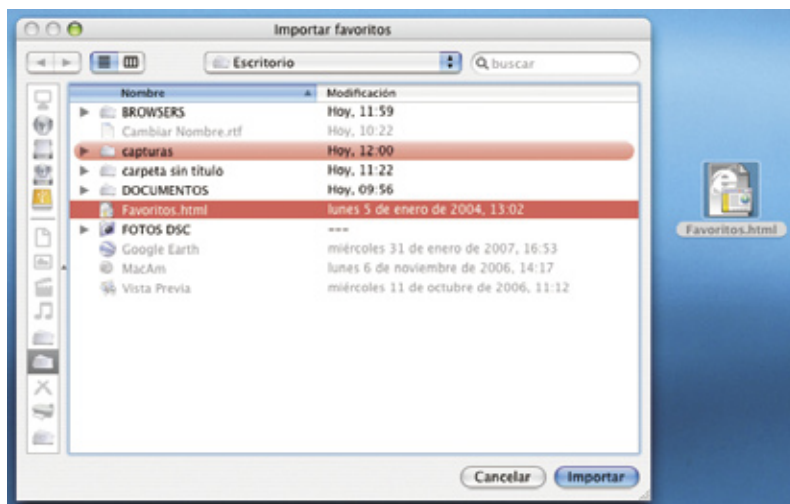 Importar favoritos
Escritorio
buscar
Nombre Modificación
BROWSERS Hoy, 11:59
Cambiar Nombre.rtf Hoy, 10:22
capturas Hoy, 12:00
carpeta sin título Hoy, 11:22
DOCUMENTOS Hoy, 09:56
Favoritos.html lunes 5 de enero de 2004, 13:02
FOTOS DSC ---
Google Earth miércoles 31 de enero de 2007, 16:53
MacAm lunes 6 de noviembre de 2006, 14:17
Vista Previa miércoles 11 de octubre de 2006, 11:12
Favoritos.html
Cancelar Importar